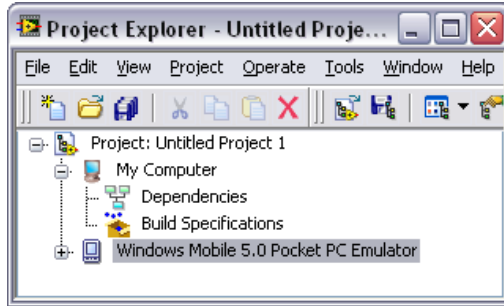 Project Explorer - Untitled Proje...
File Edit View Project Operate Tools Window Help
Project: Untitled Project 1
My Computer
Dependencies
Build Specifications
Windows Mobile 5.0 Pocket PC Emulator